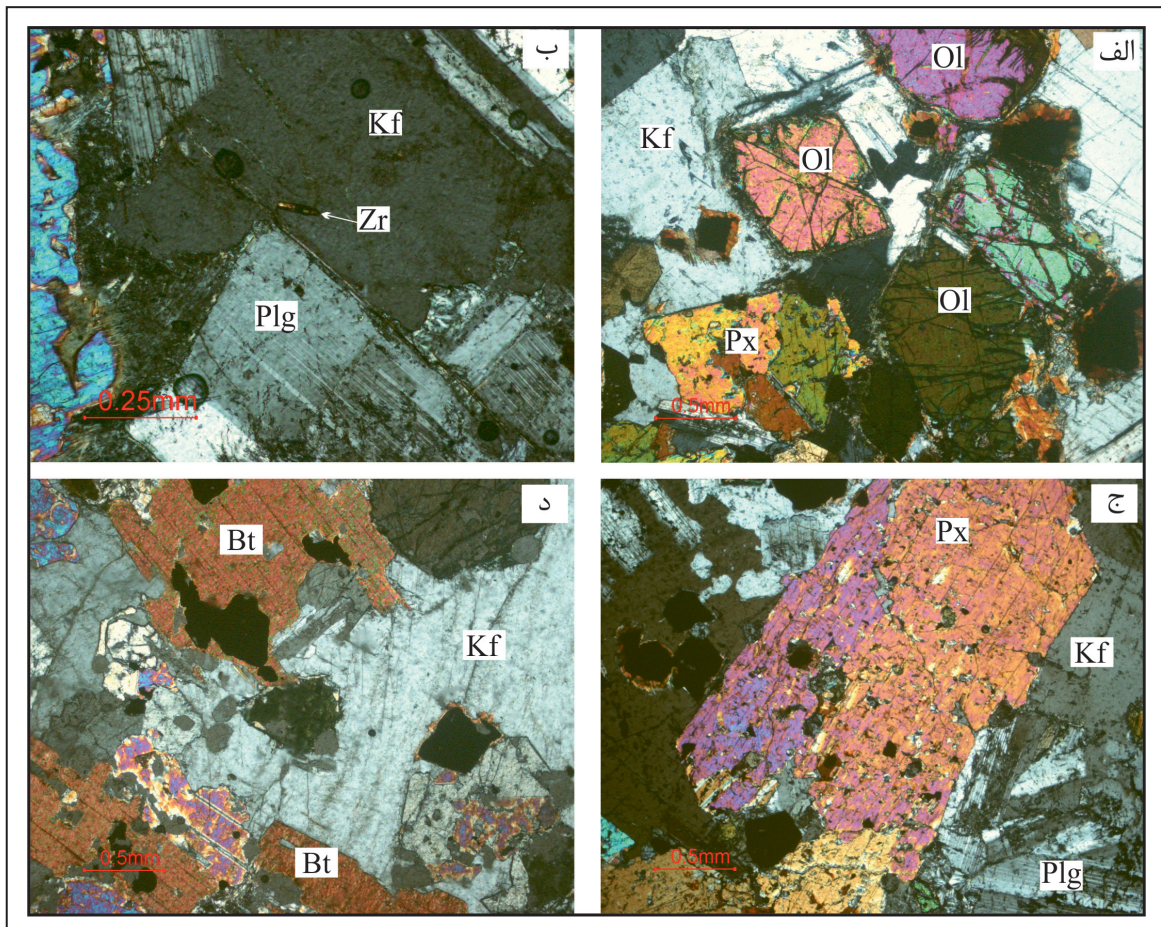 الف
Ol
Kf
Ol
Ol
Px
0.5mm
ب
Kf
Zr
Plg
0.25mm
ج
Px
Kf
0.5mm
Plg
د
Bt
Kf
0.5mm
Bt